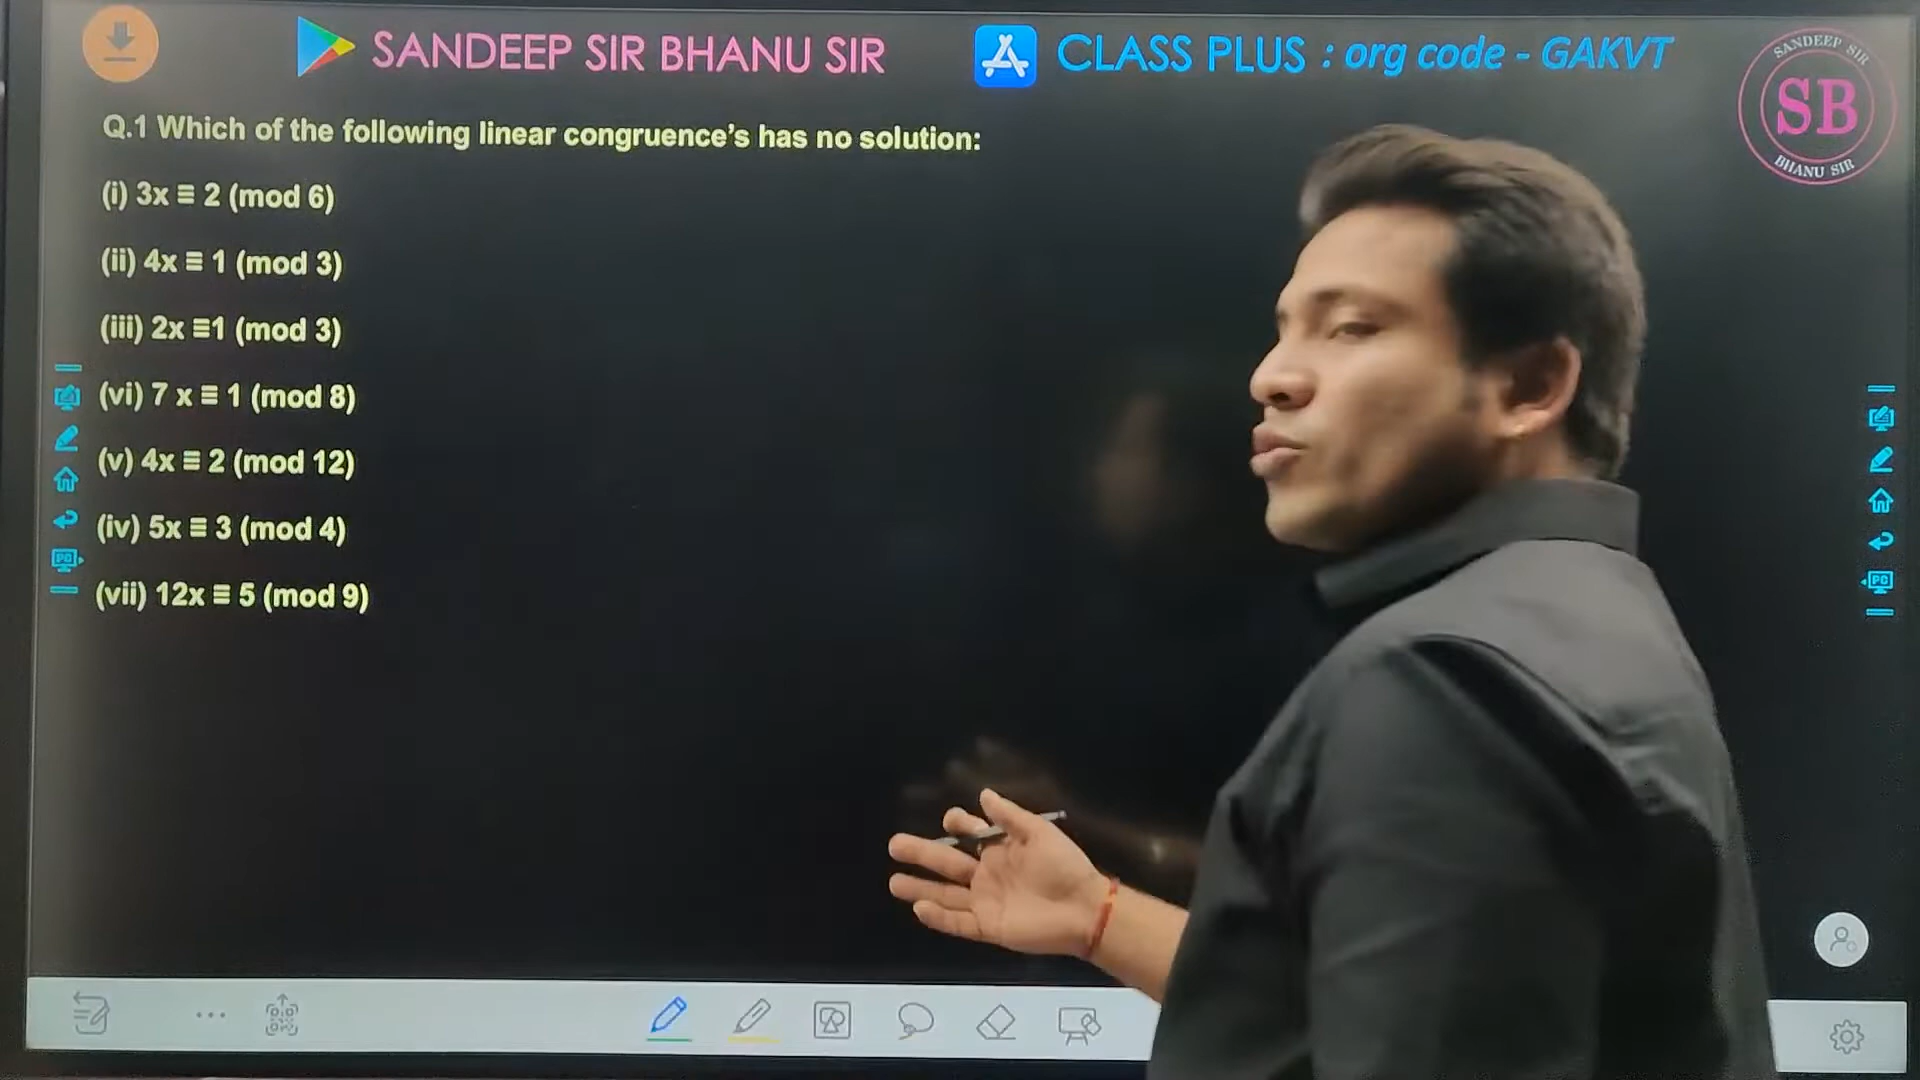 SANDEEP SIR BHANU SIR
CLASS PLUS : org code - GAKVT
SANDEEP SIR
SB
BHANU SIR
Q.1 Which of the following linear congruence’s has no solution:
(i) 3x ≡ 2 (mod 6)
(ii) 4x ≡ 1 (mod 3)
(iii) 2x ≡1 (mod 3)
(vi) 7 x ≡ 1 (mod 8)
(v) 4x ≡ 2 (mod 12)
(iv) 5x ≡ 3 (mod 4)
(vii) 12x ≡ 5 (mod 9)
PC
PC